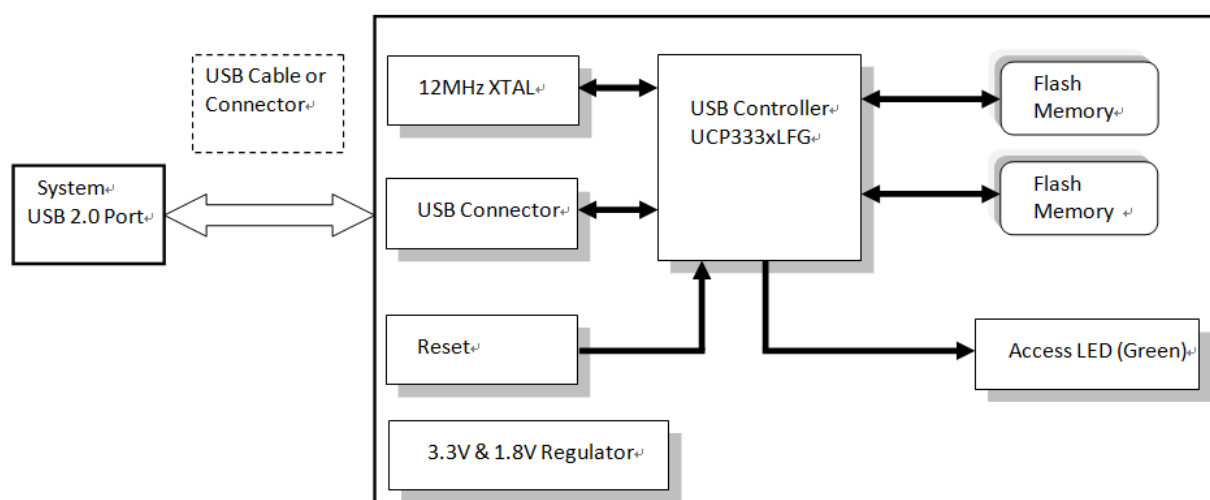 USB Cable or
Connector
System
USB 2.0 Port
12MHz XTAL
USB Connector
Reset
3.3V & 1.8V Regulator
USB Controller
UCP333xLFG
Flash
Memory
Flash
Memory
Access LED (Green)